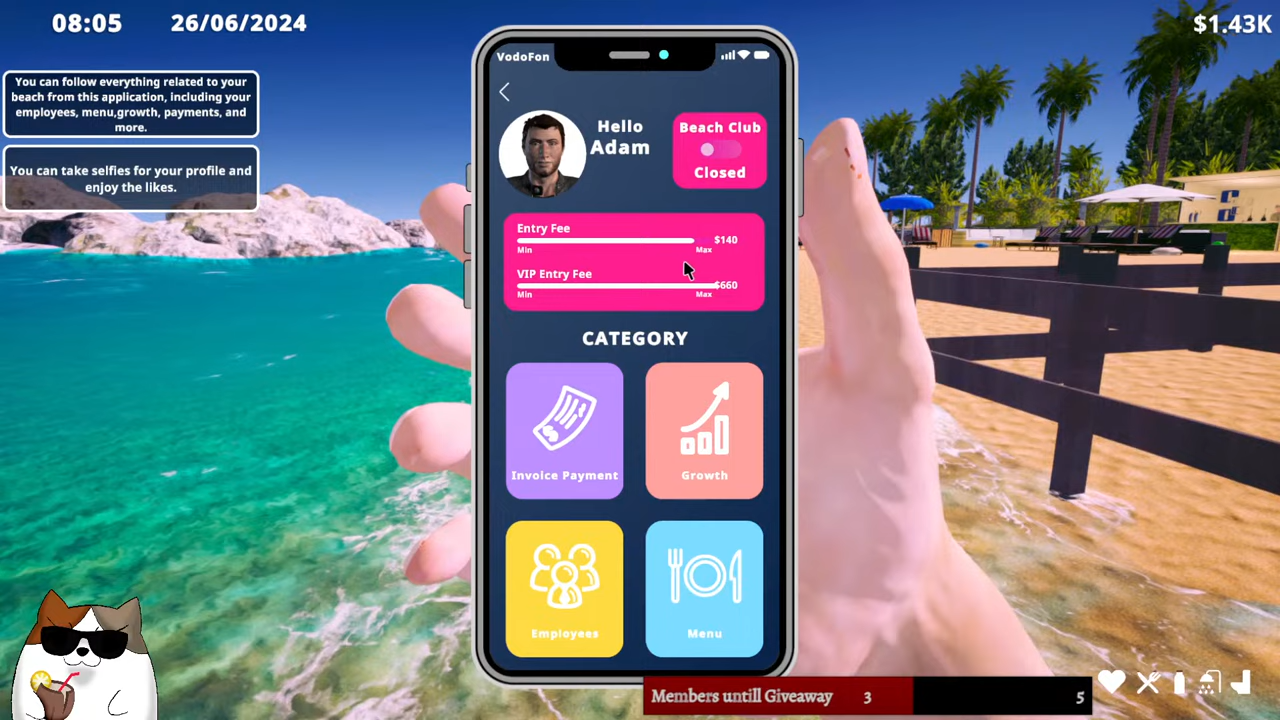 08:05
26/06/2024
$1.43K
You can follow everything related to your
beach from this application, including your
employees, menu,growth, payments, and
more.
You can take selfies for your profile and
enjoy the likes.
VodoFon
Hello
Adam
Beach Club
Closed
Entry Fee
$140
Min
Max
VIP Entry Fee
$660
Min
Max
CATEGORY
Invoice Payment
Growth
Employees
Menu
Members untill Giveaway 3 5